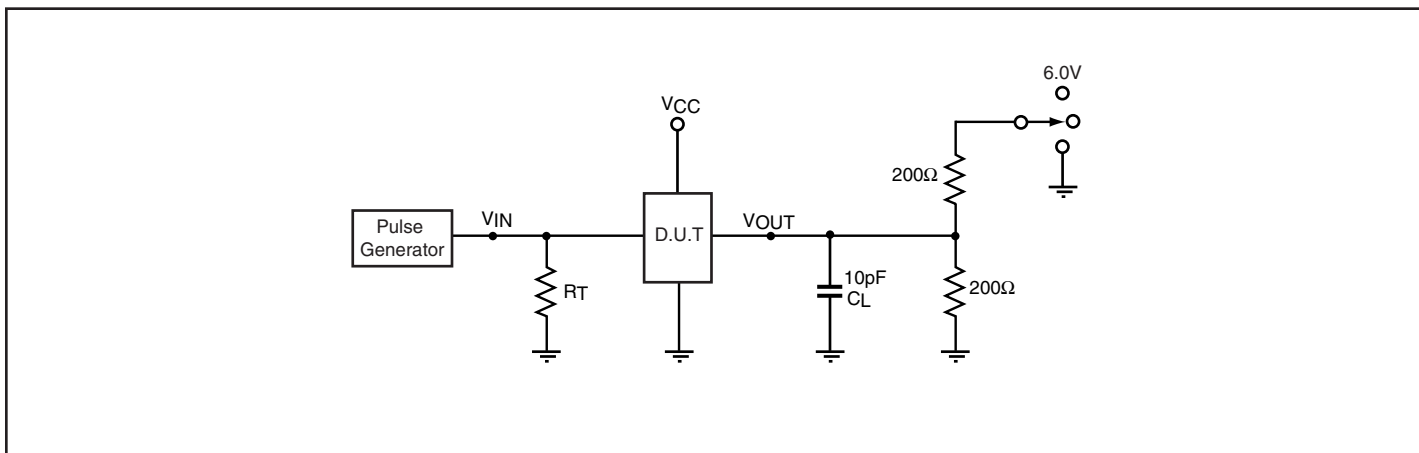 6.0V
VCC
200Ω
Pulse
Generator
VIN
D.U.T
VOUT
RT
10pF
CL
200Ω